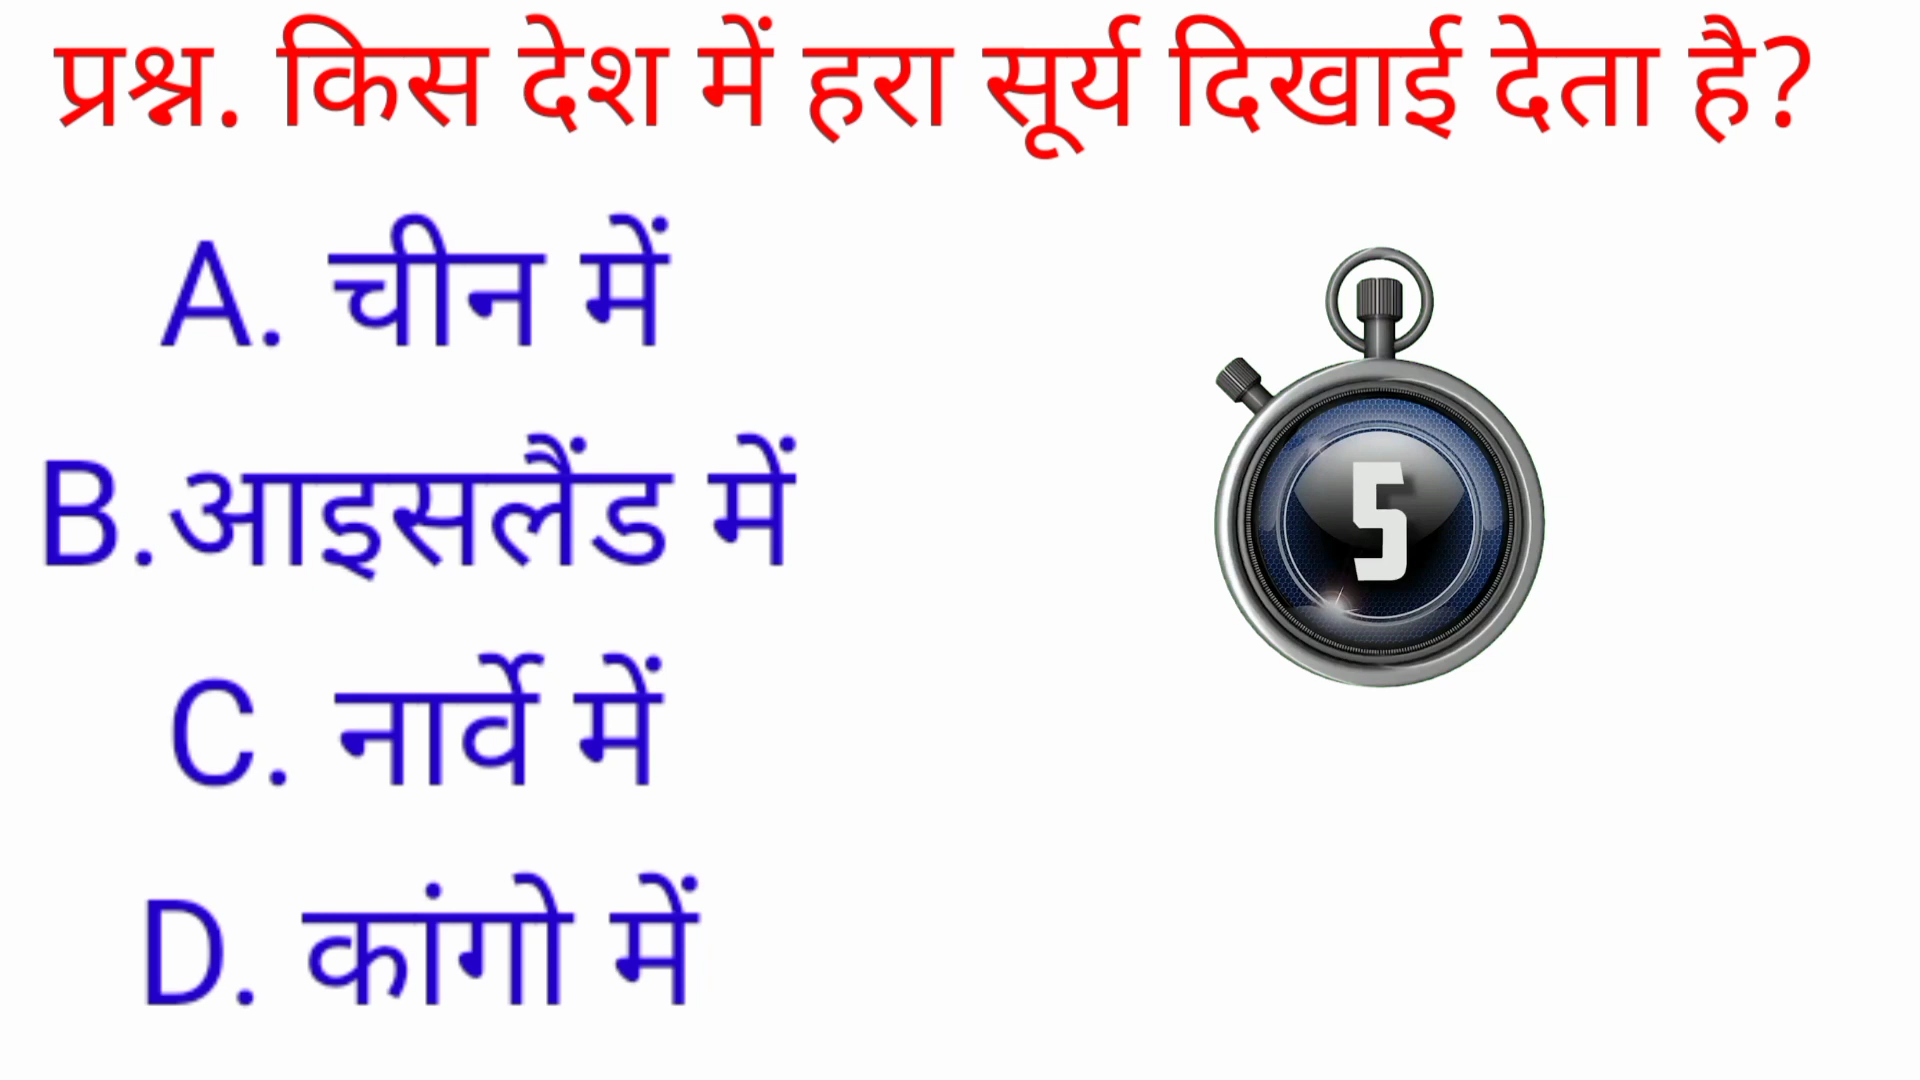 प्रश्न. किस देश में हरा सूर्य दिखाई देता है?
A. चीन में
B.आइसलैंड में
5
C. नार्वे में
D. कांगो में